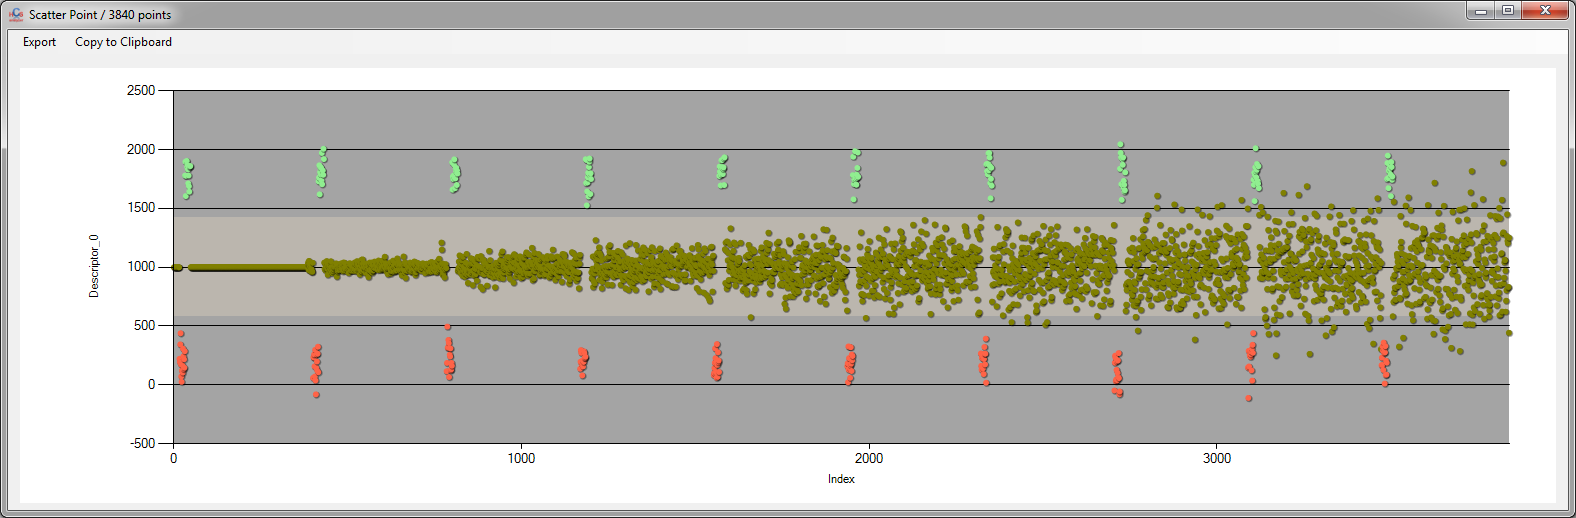 Scatter Point / 3840 points
Export Copy to Clipboard
2500
2000
1500
1000
500
0
-500
Descriptor_0
0 1000 2000 3000
Index